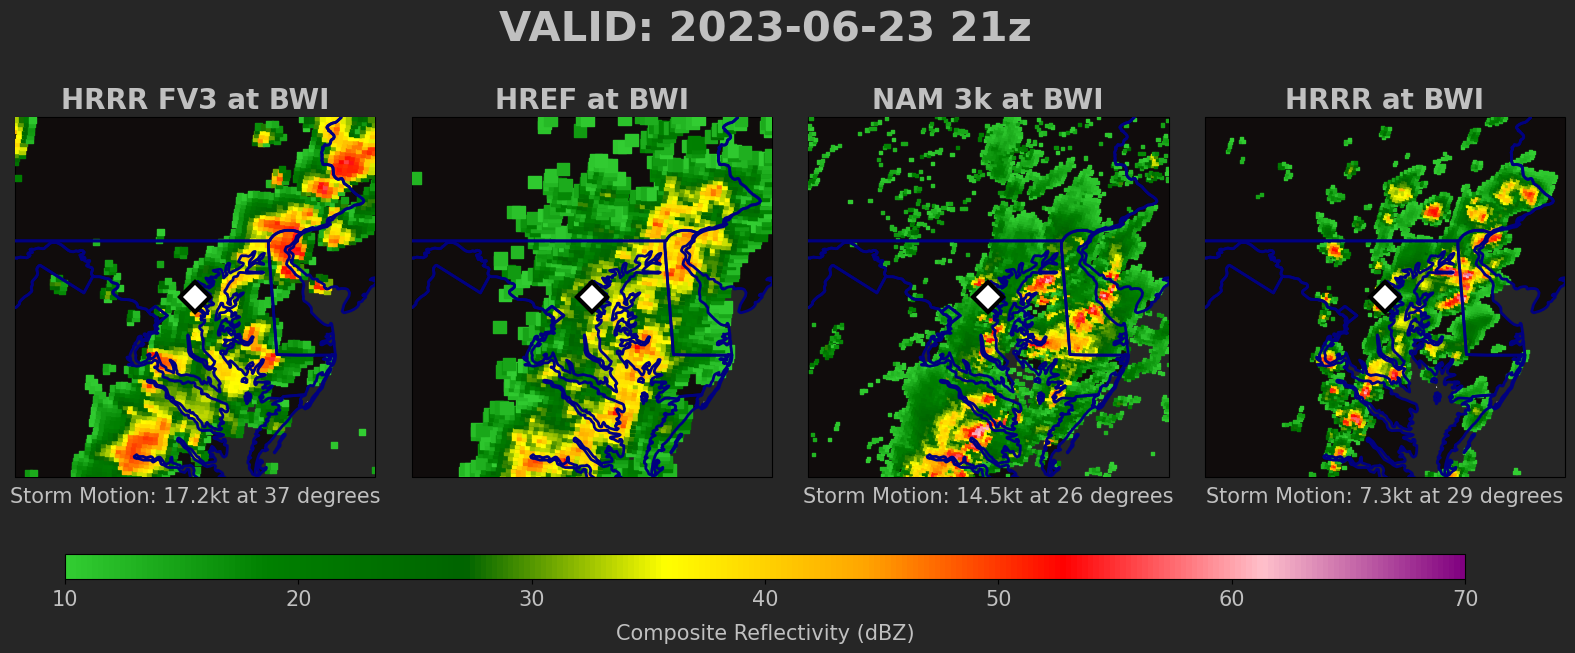 VALID: 2023-06-23 21z
HRRR FV3 at BWI
HREF at BWI
NAM 3k at BWI
HRRR at BWI
Storm Motion: 17.2kt at 37 degrees
Storm Motion: 14.5kt at 26 degrees
Storm Motion: 7.3kt at 29 degrees
10 20 30 40 50 60 70
Composite Reflectivity (dBZ)